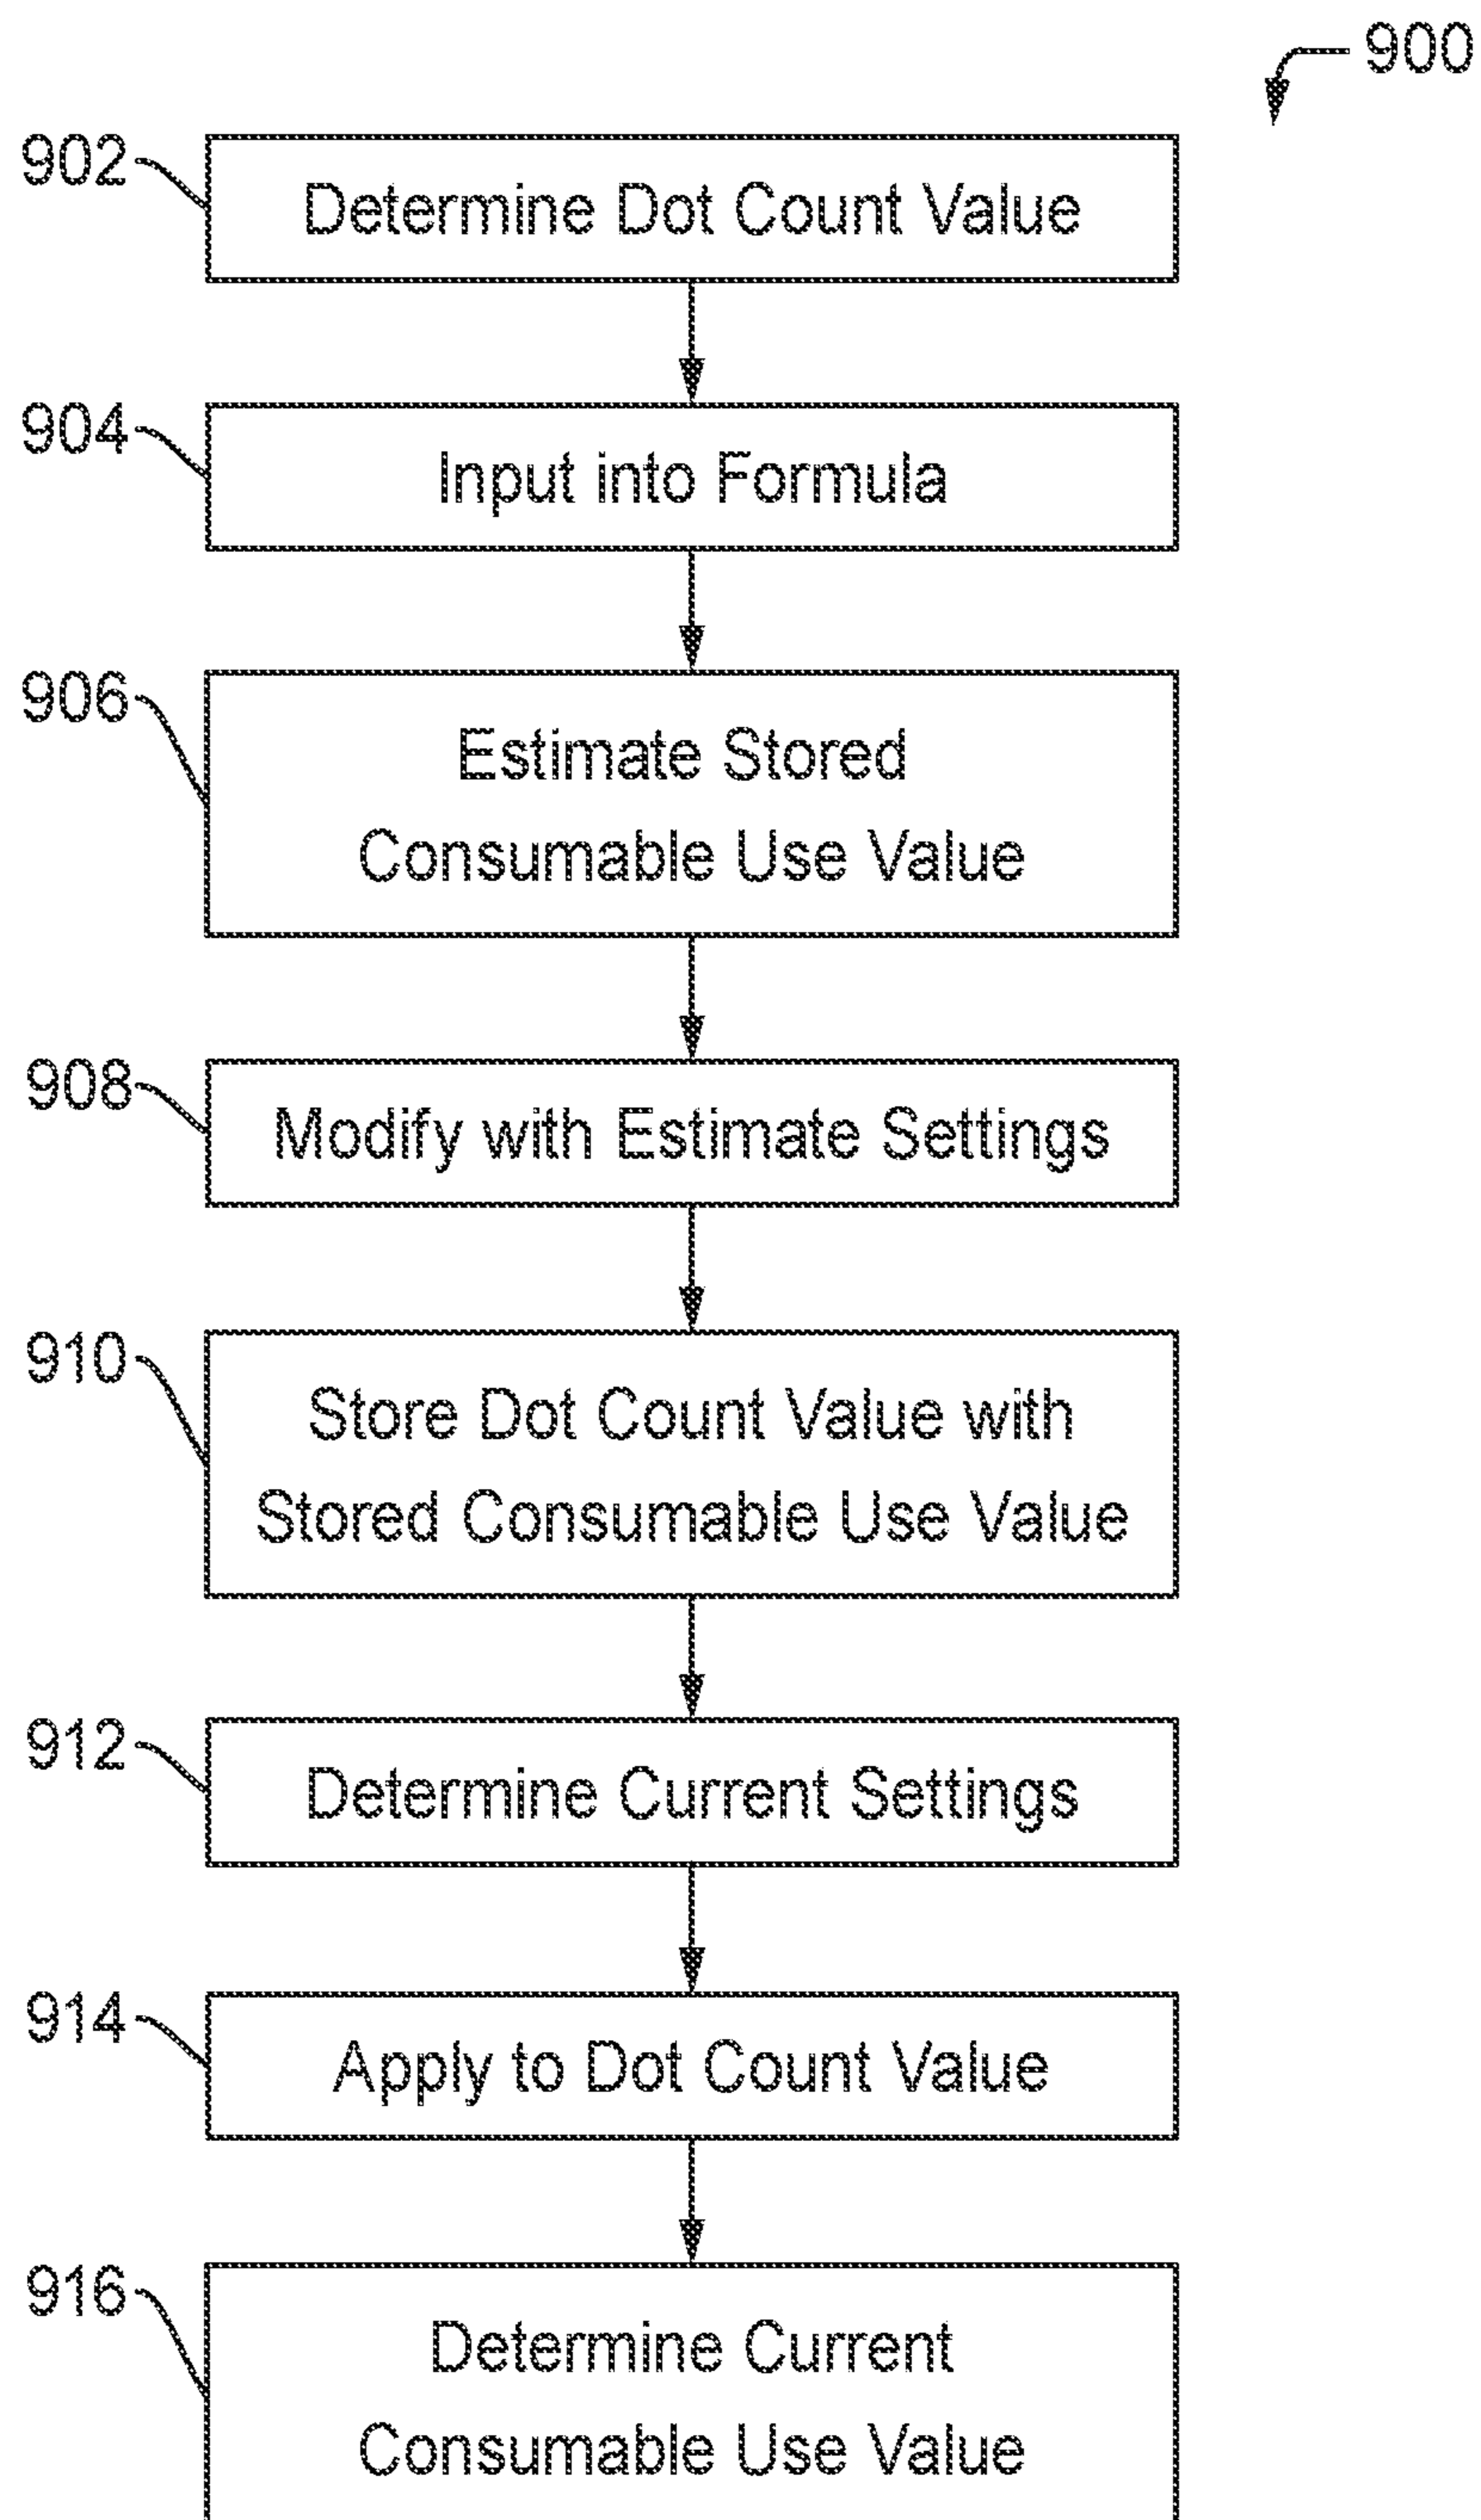 900
902
Determine Dot Count Value
904
Input into Formula
906
Estimate Stored
Consumable Use Value
908
Modify with Estimate Settings
910
Store Dot Count Value with
Stored Consumable Use Value
912
Determine Current Settings
914
Apply to Dot Count Value
916
Determine Current
Consumable Use Value